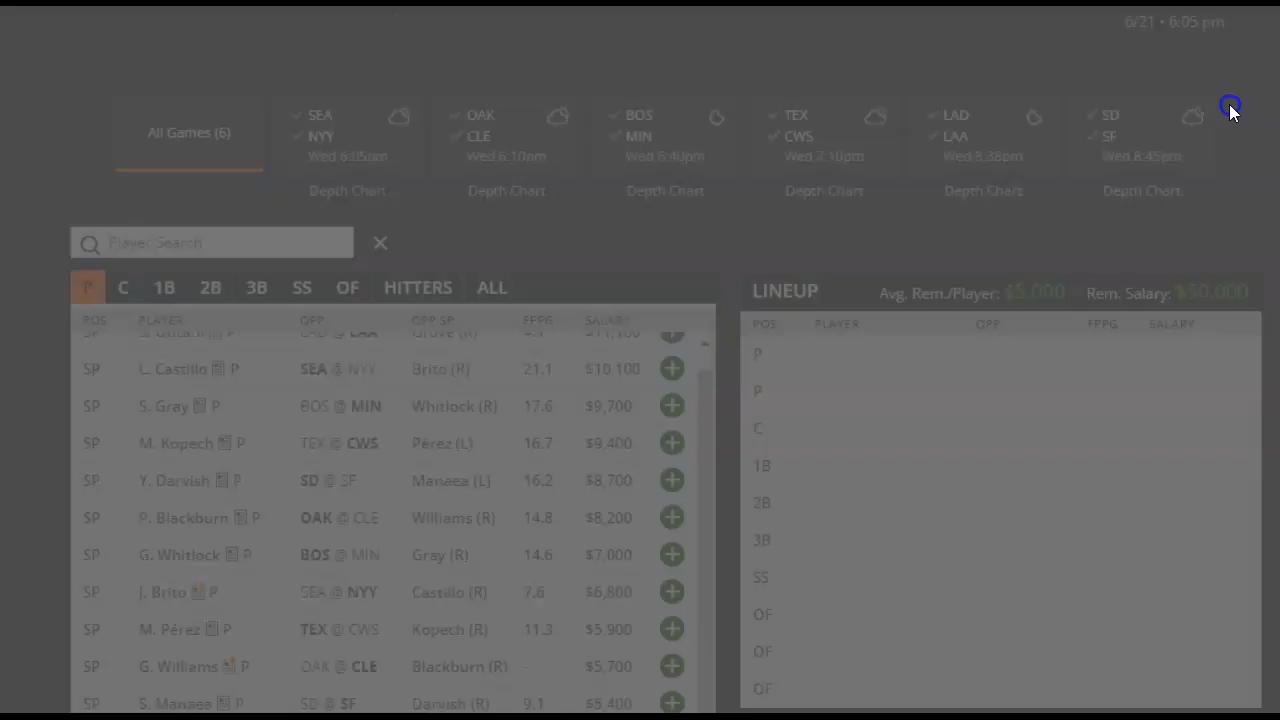 6/21 • 6:05 pm
All Games (6)
SEA
NYY
Wed 6:05pm
Depth Chart
OAK
CLE
Wed 6:10pm
Depth Chart
BOS
MIN
Wed 6:40pm
Depth Chart
TEX
CWS
Wed 7:10pm
Depth Chart
LAD
LAA
Wed 8:38pm
Depth Chart
SD
SF
Wed 8:45pm
Depth Chart
Player Search
P C 1B 2B 3B SS OF HITTERS ALL
POS PLAYER OPP OPP SP FPPG SALARY
SP LAD @ LAA Grove (R)
SP L. Castillo P SEA @ NYY Brito (R) 21.1 $10,100
SP S. Gray P BOS @ MIN Whitlock (R) 17.6 $9,700
SP M. Kopech P TEX @ CWS Pérez (L) 16.7 $9,400
SP Y. Darvish P SD @ SF Manaea (L) 16.2 $8,700
SP P. Blackburn P OAK @ CLE Williams (R) 14.8 $8,200
SP G. Whitlock P BOS @ MIN Gray (R) 14.6 $7,000
SP J. Brito P SEA @ NYY Castillo (R) 7.6 $6,800
SP M. Pérez P TEX @ CWS Kopech (R) 11.3 $5,900
SP G. Williams P OAK @ CLE Blackburn (R) - $5,700
SP S. Manaea P SD @ SF Darvish (R) 9.1 $5,400
LINEUP Avg. Rem./Player: $5,000 Rem. Salary: $50,000
POS PLAYER OPP FPPG SALARY
P
P
C
1B
2B
3B
SS
OF
OF
OF